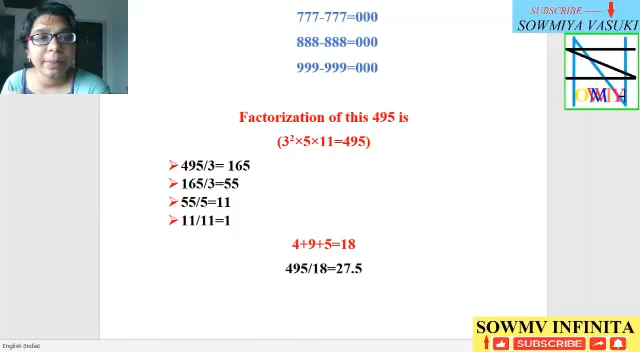 777-777=000
SUBSCRIBE -----
SOWMIYA VASUKI
888-888=000
999-999=000
Factorization of this 495 is
(3²×5×11=495)
495/3= 165
165/3=55
55/5=11
11/11=1
4+9+5=18
495/18=27.5
SOWMV INFINITA
SUBSCRIBE
English (India)